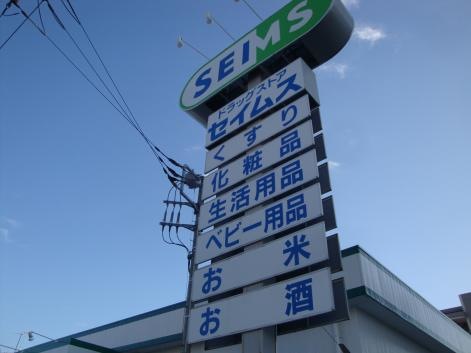 SEIMS
ドラッグストア
セイムス
くすり
化粧品
生活用品
ベビー用品
お米
お酒